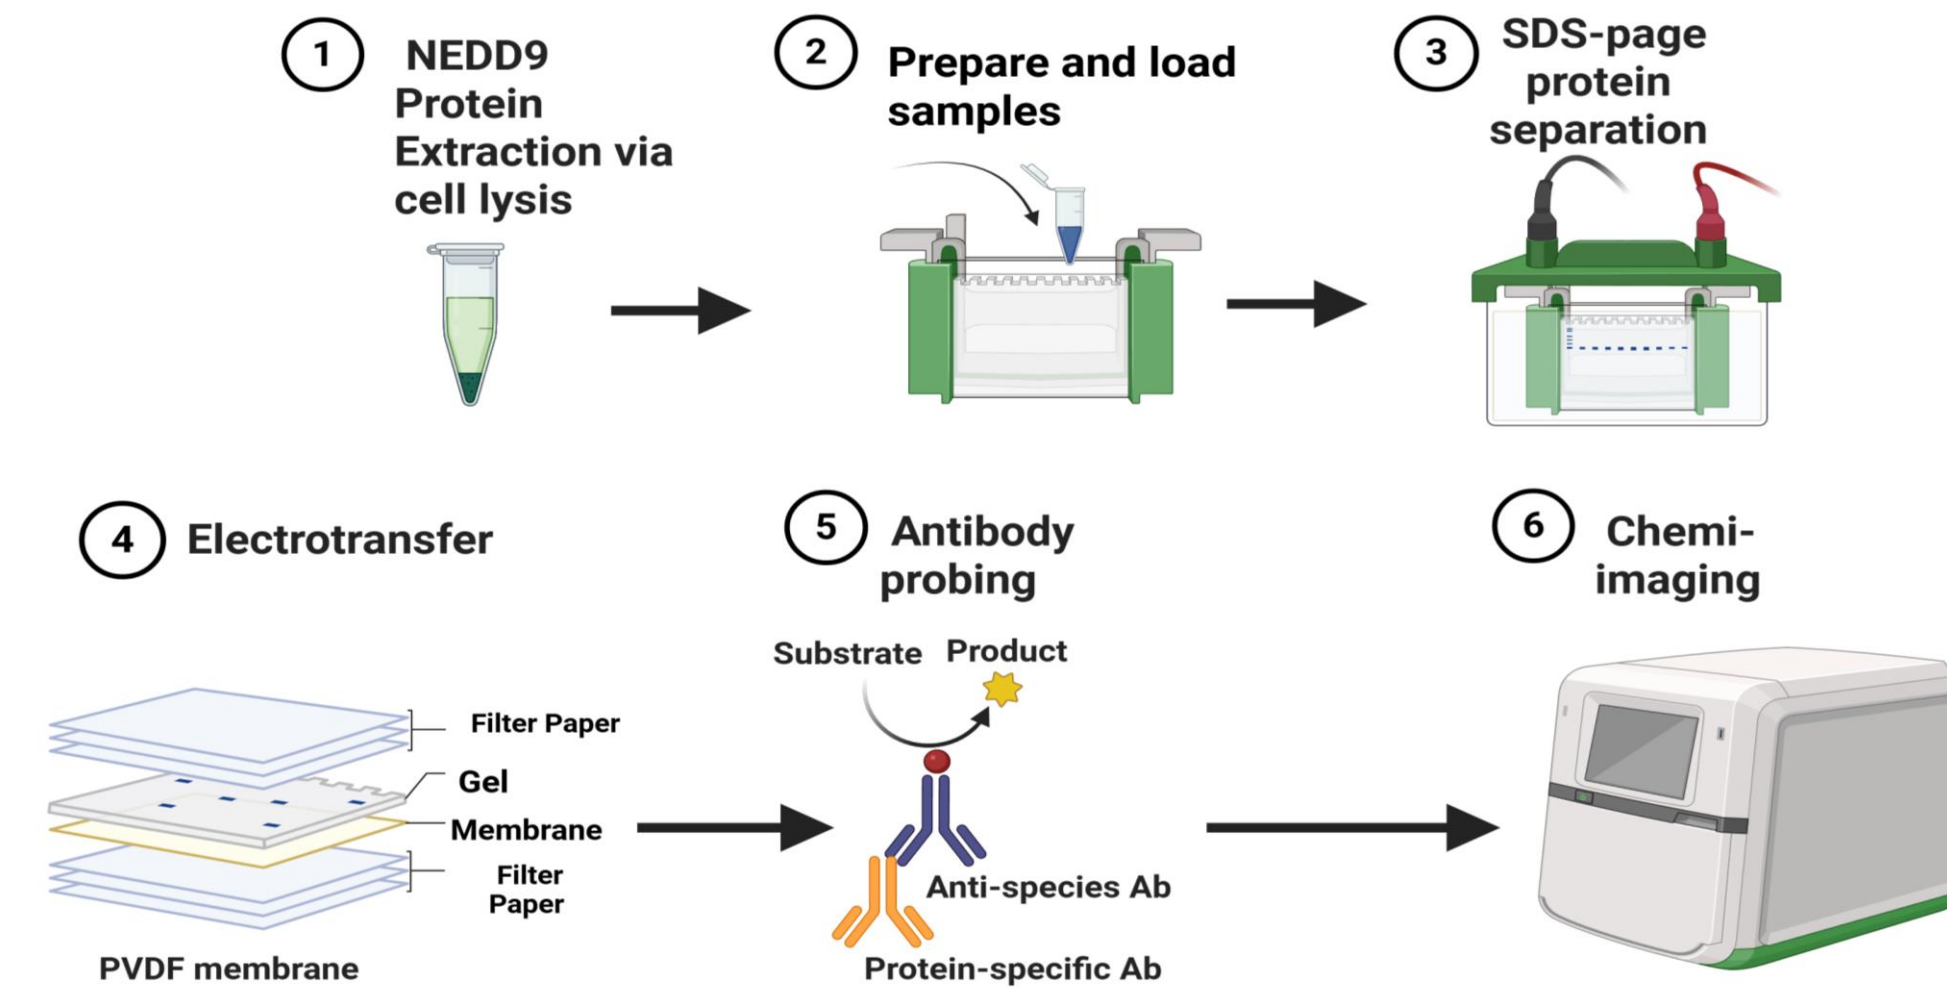 1
NEDD9
Protein
Extraction via
cell lysis
2
Prepare and load
samples
3
SDS-page
protein
separation
4
Electrotransfer
Filter Paper
Gel
Membrane
Filter
Paper
PVDF membrane
5
Antibody
probing
Substrate
Product
Anti-species Ab
Protein-specific Ab
6
Chemi-
imaging